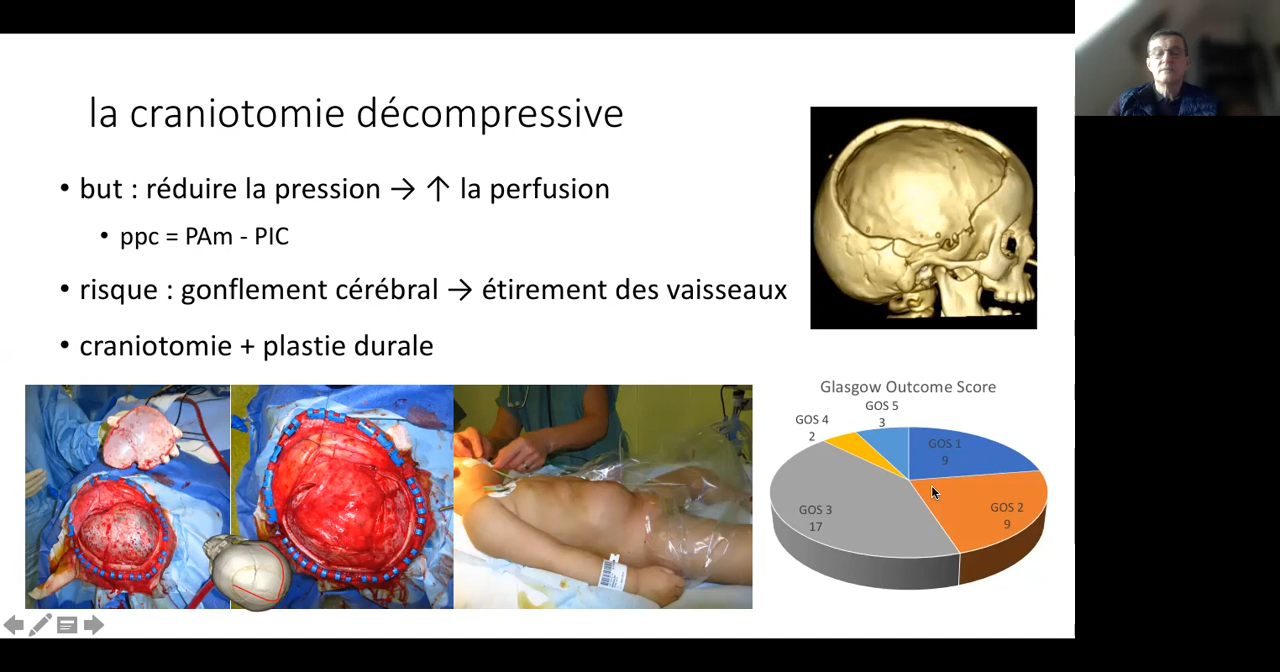 la craniotomie décompressive
• but : réduire la pression → ↑ la perfusion
• ppc = PAm - PIC
• risque : gonflement cérébral → étirement des vaisseaux
• craniotomie + plastie durale
Glasgow Outcome Score
GOS 5
3
GOS 4
2
GOS 1
9
GOS 3
17
GOS 2
9